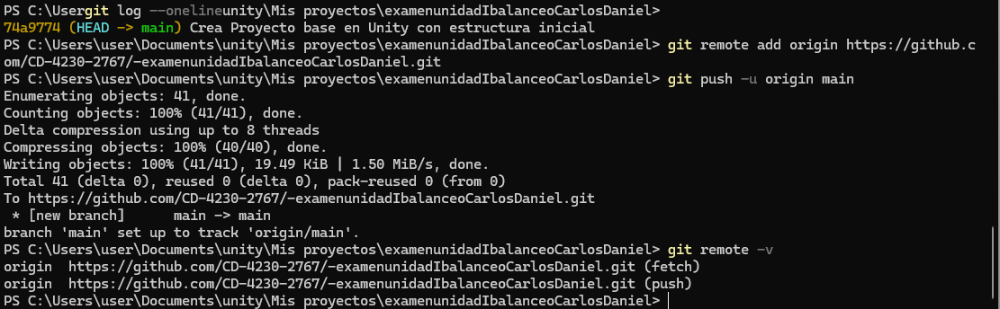 PS C:\Usergit log --onelineunity\Mis proyectos\examenunidadIbalanceoCarlosDaniel>
74a9774 (HEAD -> main) Crea Proyecto base en Unity con estructura inicial
PS C:\Users\user\Documents\unity\Mis proyectos\examenunidadIbalanceoCarlosDaniel> git remote add origin https://github.c
om/CD-4230-2767/-examenunidadIbalanceoCarlosDaniel.git
PS C:\Users\user\Documents\unity\Mis proyectos\examenunidadIbalanceoCarlosDaniel> git push -u origin main
Enumerating objects: 41, done.
Counting objects: 100% (41/41), done.
Delta compression using up to 8 threads
Compressing objects: 100% (40/40), done.
Writing objects: 100% (41/41), 19.49 KiB | 1.50 MiB/s, done.
Total 41 (delta 0), reused 0 (delta 0), pack-reused 0 (from 0)
To https://github.com/CD-4230-2767/-examenunidadIbalanceoCarlosDaniel.git
 * [new branch]      main -> main
branch 'main' set up to track 'origin/main'.
PS C:\Users\user\Documents\unity\Mis proyectos\examenunidadIbalanceoCarlosDaniel> git remote -v
origin  https://github.com/CD-4230-2767/-examenunidadIbalanceoCarlosDaniel.git (fetch)
origin  https://github.com/CD-4230-2767/-examenunidadIbalanceoCarlosDaniel.git (push)
PS C:\Users\user\Documents\unity\Mis proyectos\examenunidadIbalanceoCarlosDaniel>